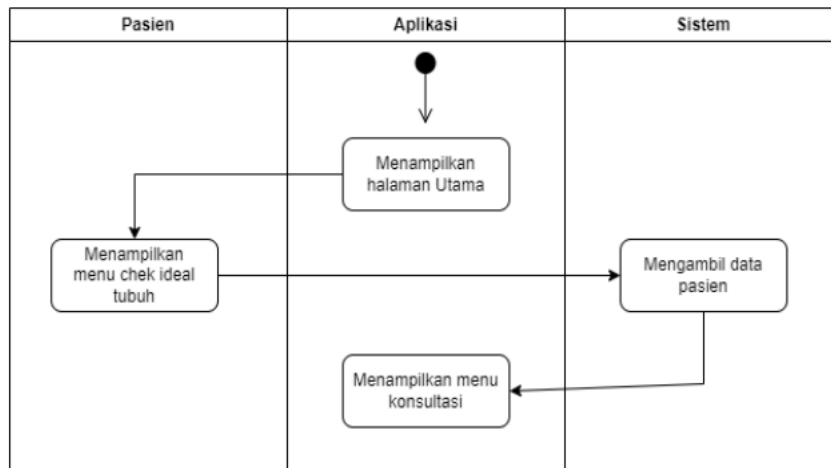 Pasien
Aplikasi
Sistem
Menampilkan
halaman Utama
Menampilkan
menu chek ideal
tubuh
Mengambil data
pasien
Menampilkan menu
konsultasi